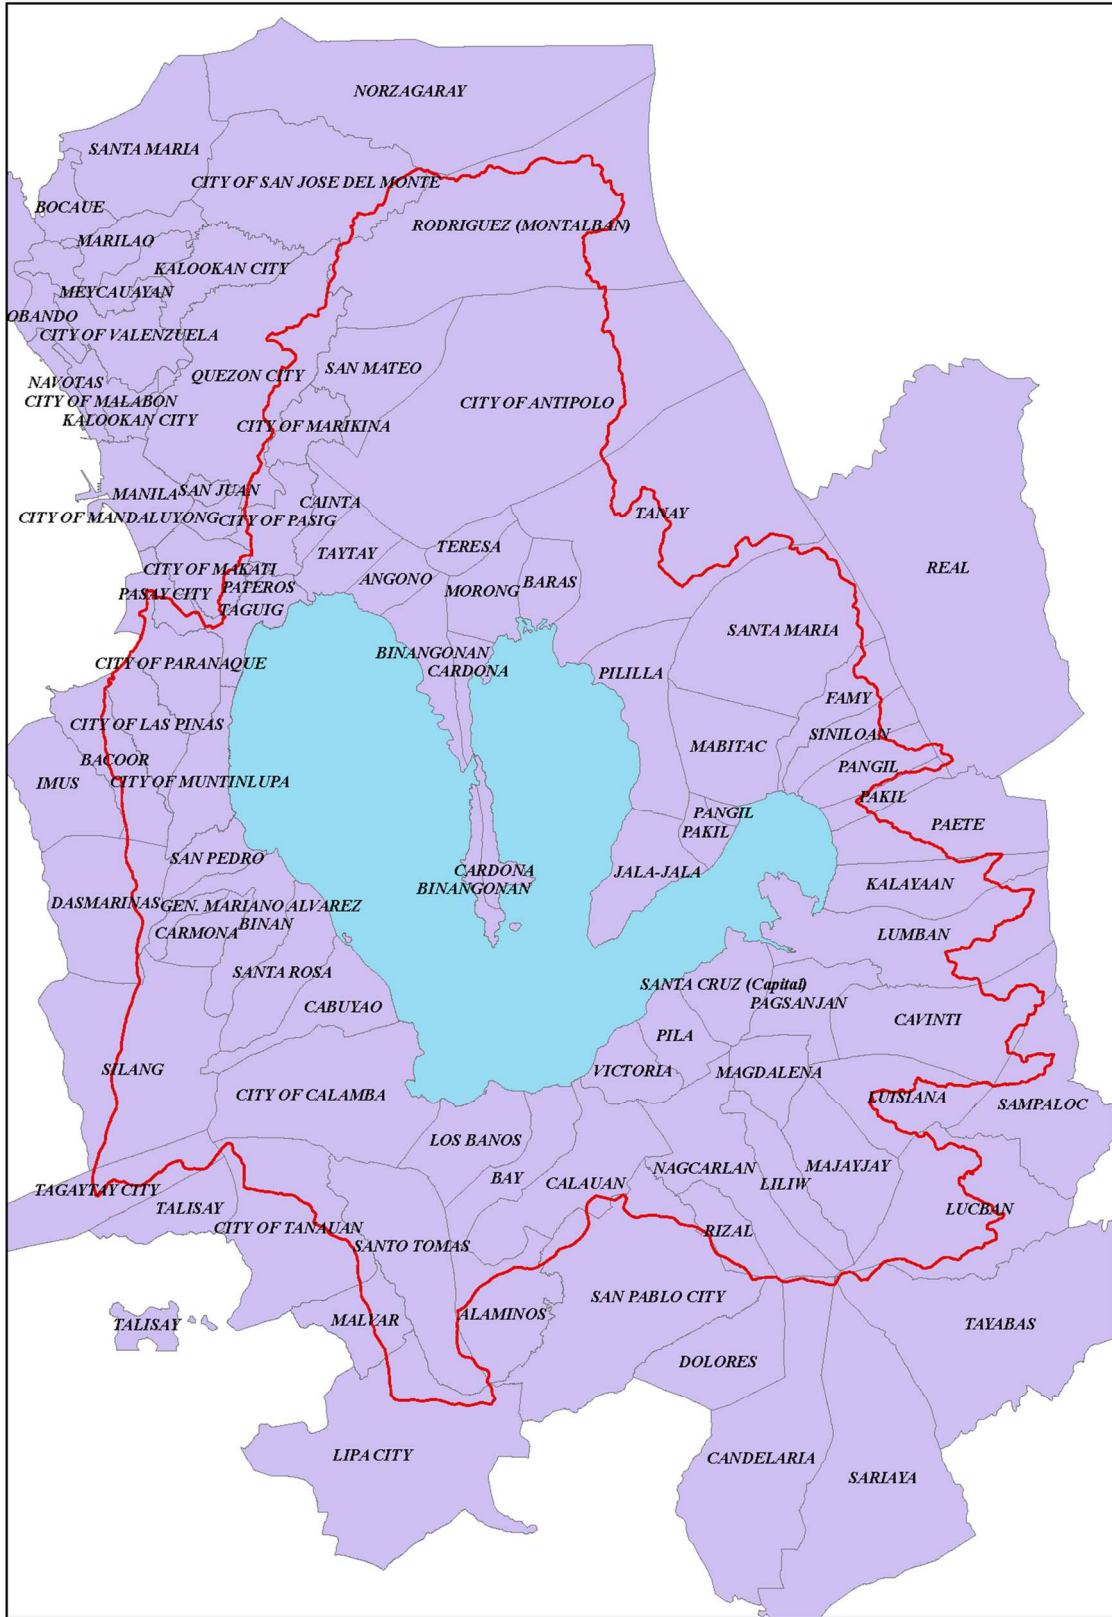 NORZAGARAY
SANTA MARIA
CITY OF SAN JOSE DEL MONTE
BOCAUE
RODRIGUEZ (MONTALBAN)
MARILAO
KALOOKAN CITY
MEYCAUAYAN
OBANDO
CITY OF VALENZUELA
SAN MATEO
QUEZON CITY
NAVOTAS
CITY OF MALABON
CITY OF ANTIPOLO
KALOOKAN CITY
CITY OF MARIKINA
MANILA
SAN JUAN
CAINTA
CITY OF MANDALUYONG
CITY OF PASIG
TANAY
TAYTAY
TERESA
CITY OF MAKATI
REAL
ANGONO
MORONG
BARAS
PATEROS
PASAY CITY
TAGUIG
SANTA MARIA
BINANGONAN
CITY OF PARANAQUE
CARDONA
PILILLA
FAMY
CITY OF LAS PINAS
SINILOAN
MABITAC
BACOOR
PANGIL
IMUS
CITY OF MUNTINLUPA
PAKIL
PANGIL
PAETE
PAKIL
SAN PEDRO
CARDONA
JALA-JALA
BINANGONAN
KALAYAAN
DASMARINAS
GEN. MARIANO ALVAREZ
BINAN
CARMONA
LUMBAN
SANTA ROSA
SANTA CRUZ (Capital)
CABUYAO
PAGSANJAN
CAVINTI
PILA
SILANG
VICTORIA
MAGDALENA
CITY OF CALAMBA
LUISIANA
SAMPALOC
LOS BANOS
NAGCARLAN
MAJAYJAY
BAY
CALAUAN
LILIW
TAGAYTAY CITY
TALISAY
LUCBAN
CITY OF TANAUAN
RIZAL
SANTO TOMAS
SAN PABLO CITY
ALAMINOS
MALVAR
TALISAY
TAYABAS
DOLORES
LIPA CITY
CANDELARIA
SARIAYA